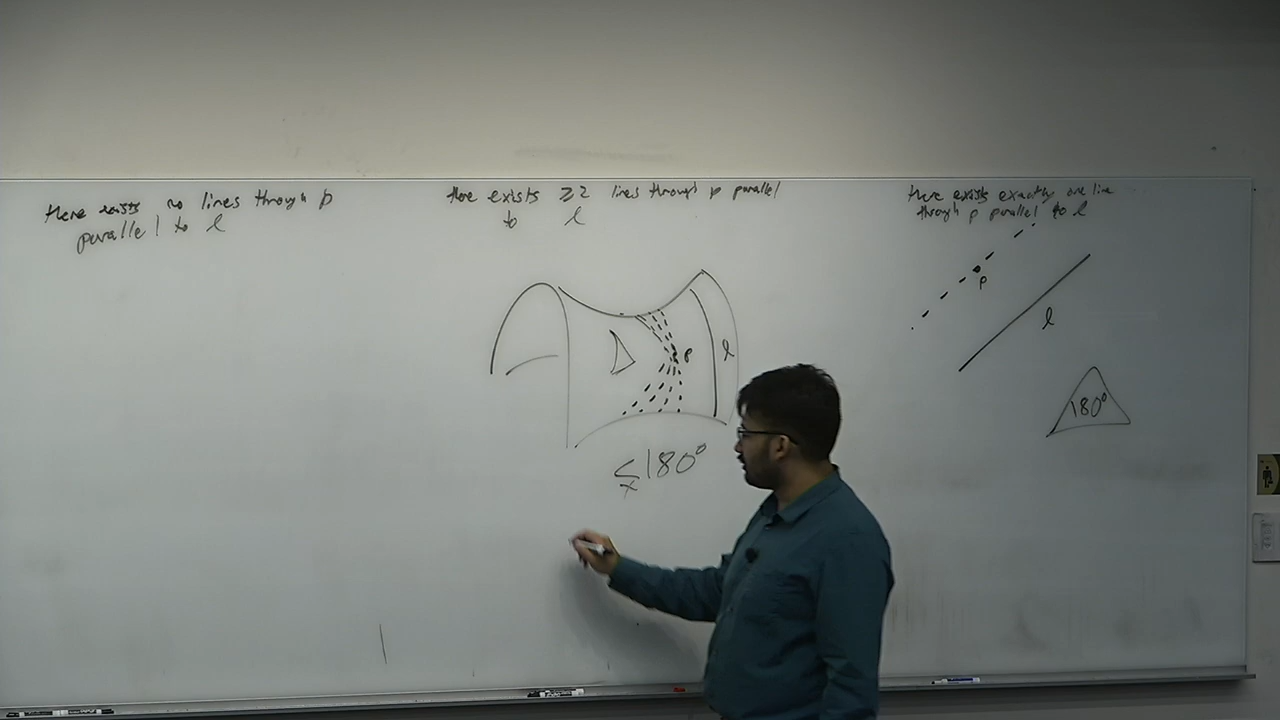 there exists no lines through p
parallel to l
there exists ≥2 lines through p parallel
to l
there exists exactly one line
through p parallel to l
p
l
p
l
180°
≨180°